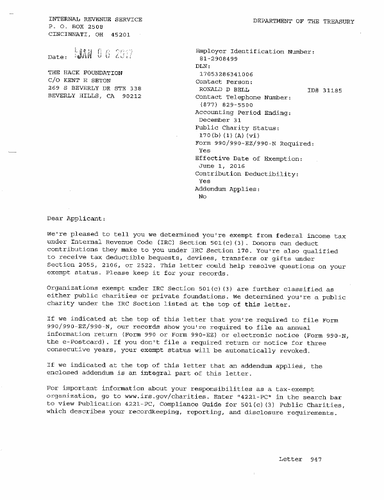 INTERNAL REVENUE SERVICE
P. O. BOX 2508
CINCINNATI, OH 45201
DEPARTMENT OF THE TREASURY
Date: JAN 06 2017
THE HACK FOUNDATION
C/O KENT H SETON
269 S BEVERLY DR STE 338
BEVERLY HILLS, CA 90212
Employer Identification Number:
81-2908499
DLN:
17053286341006
Contact Person:
RONALD D BELL ID# 31185
Contact Telephone Number:
(877) 829-5500
Accounting Period Ending:
December 31
Public Charity Status:
170(b)(1)(A)(vi)
Form 990/990-EZ/990-N Required:
Yes
Effective Date of Exemption:
June 1, 2016
Contribution Deductibility:
Yes
Addendum Applies:
No
Dear Applicant:
We're pleased to tell you we determined you're exempt from federal income tax
under Internal Revenue Code (IRC) Section 501(c)(3). Donors can deduct
contributions they make to you under IRC Section 170. You're also qualified
to receive tax deductible bequests, devises, transfers or gifts under
Section 2055, 2106, or 2522. This letter could help resolve questions on your
exempt status. Please keep it for your records.
Organizations exempt under IRC Section 501(c)(3) are further classified as
either public charities or private foundations. We determined you're a public
charity under the IRC Section listed at the top of this letter.
If we indicated at the top of this letter that you're required to file Form
990/990-EZ/990-N, our records show you're required to file an annual
information return (Form 990 or Form 990-EZ) or electronic notice (Form 990-N,
the e-Postcard). If you don't file a required return or notice for three
consecutive years, your exempt status will be automatically revoked.
If we indicated at the top of this letter that an addendum applies, the
enclosed addendum is an integral part of this letter.
For important information about your responsibilities as a tax-exempt
organization, go to www.irs.gov/charities. Enter "4221-PC" in the search bar
to view Publication 4221-PC, Compliance Guide for 501(c)(3) Public Charities,
which describes your recordkeeping, reporting, and disclosure requirements.
Letter 947